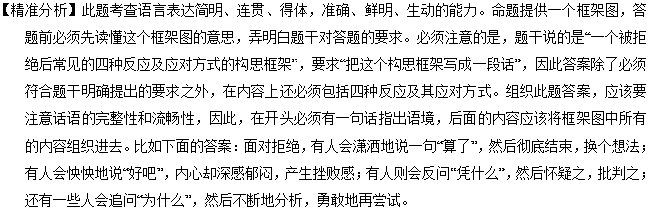 【精准分析】此题考查语言表达简明、连贯、得体，准确、鲜明、生动的能力。命题提供一个框架图，答
题前必须先读懂这个框架图的意思，弄明白题干对答题的要求。必须注意的是，题干说的是“一个被拒
绝后常见的四种反应及应对方式的构思框架”，要求“把这个构思框架写成一段话”，因此答案除了必须
符合题干明确提出的要求之外，在内容上还必须包括四种反应及其应对方式。组织此题答案，应该要
注意话语的完整性和流畅性，因此，在开头必须有一句话指出语境，后面的内容应该将框架图中所有
的内容组织进去。比如下面的答案：面对拒绝，有人会潇洒地说一句“算了”，然后彻底结束，换个想法；
有人会怏怏地说“好吧”，内心却深感郁闷，产生挫败感；有人则会反问“凭什么”，然后怀疑之，批判之；
还有一些人会追问“为什么”，然后不断地分析，勇敢地再尝试。